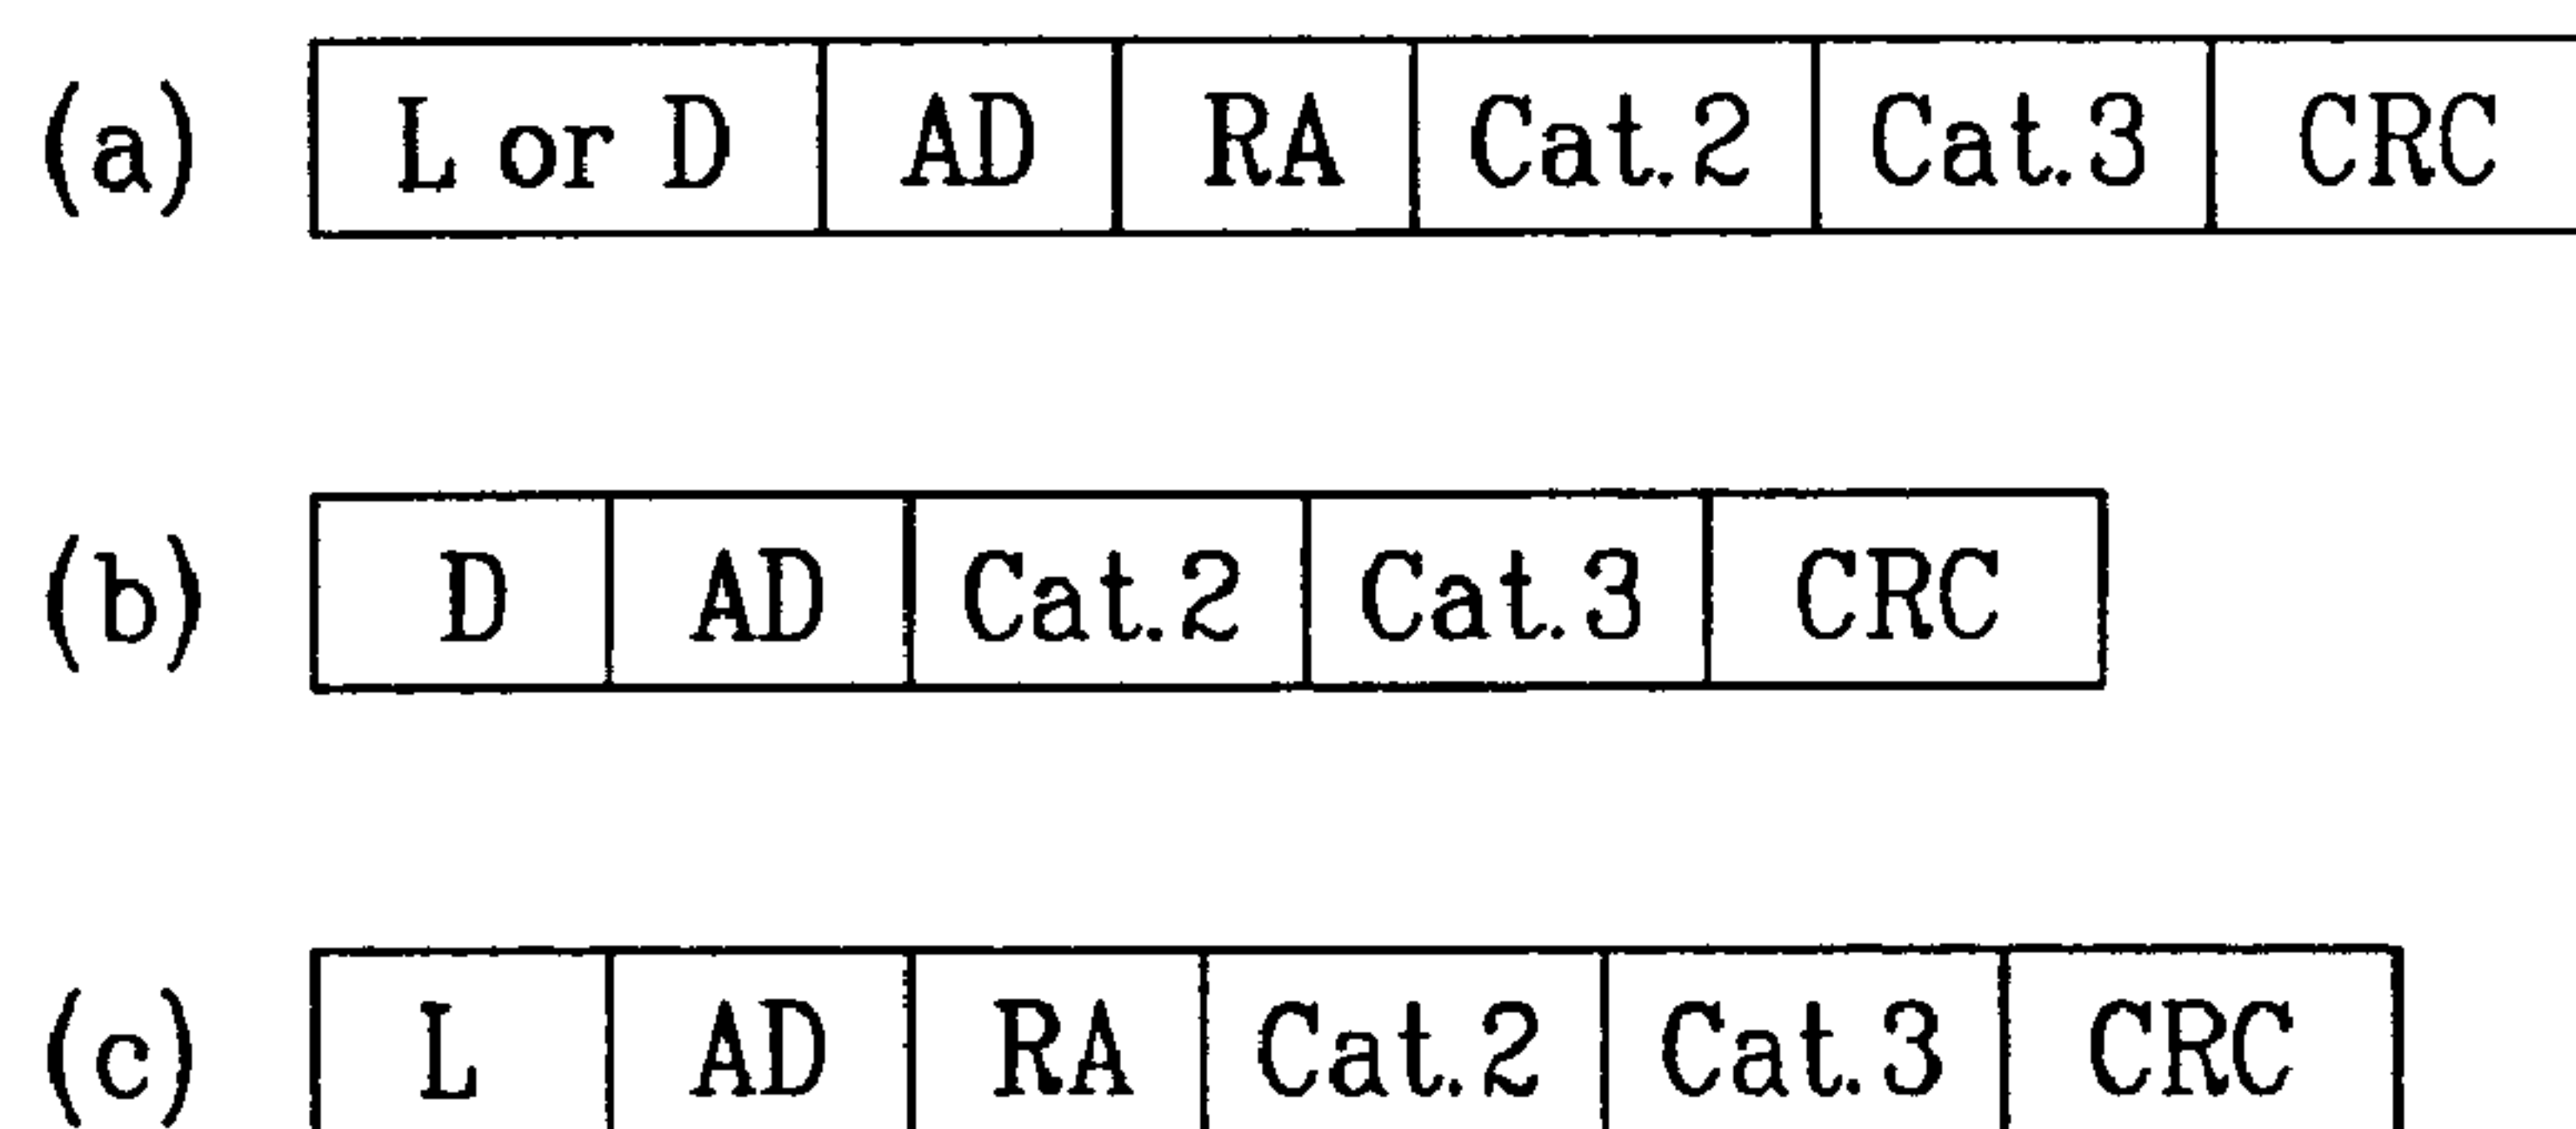 (a) L or D AD RA Cat.2 Cat.3 CRC
(b) D AD Cat.2 Cat.3 CRC
(c) L AD RA Cat.2 Cat.3 CRC